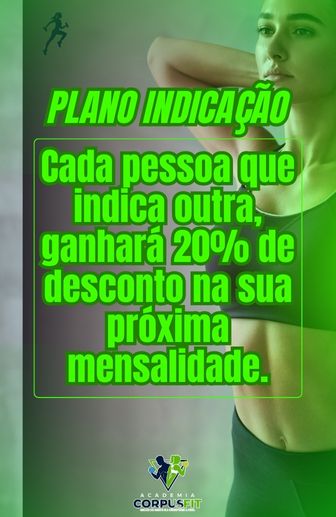 PLANO INDICAÇÃO
Cada pessoa que
indica outra,
ganhará 20% de
desconto na sua
próxima
mensalidade.
ACADEMIA
CORPUSFIT